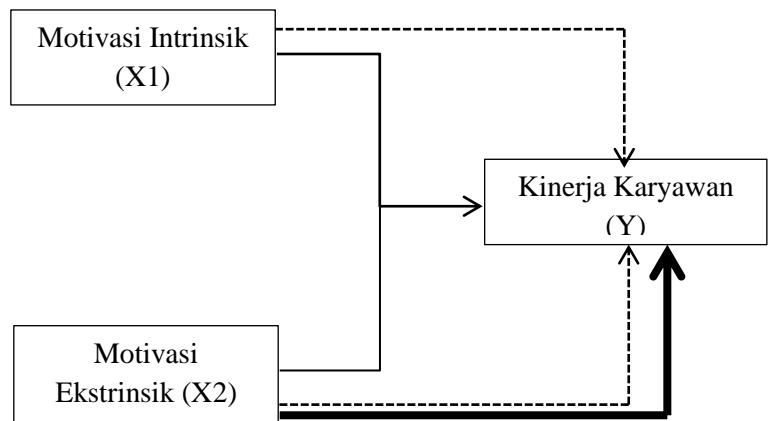 Motivasi Intrinsik
(X1)
Kinerja Karyawan
(Y)
Motivasi
Ekstrinsik (X2)